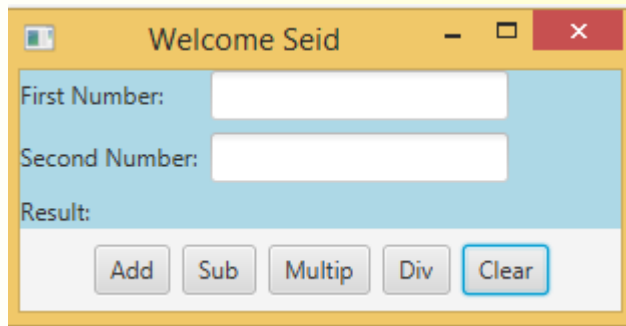 Welcome Seid
First Number:
Second Number:
Result:
Add Sub Multip Div Clear